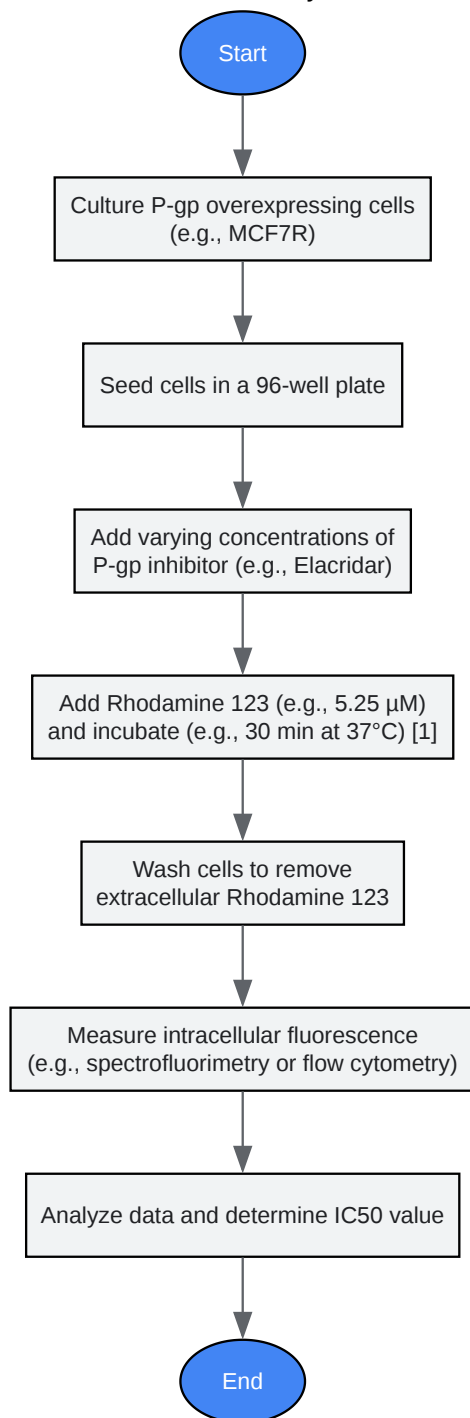 Start
Culture P-gp overexpressing cells
(e.g., MCF7R)
Seed cells in a 96-well plate
Add varying concentrations of
P-gp inhibitor (e.g., Elacridar)
Add Rhodamine 123 (e.g., 5.25 µM)
and incubate (e.g., 30 min at 37°C) [1]
Wash cells to remove
extracellular Rhodamine 123
Measure intracellular fluorescence
(e.g., spectrofluorimetry or flow cytometry)
Analyze data and determine IC50 value
End